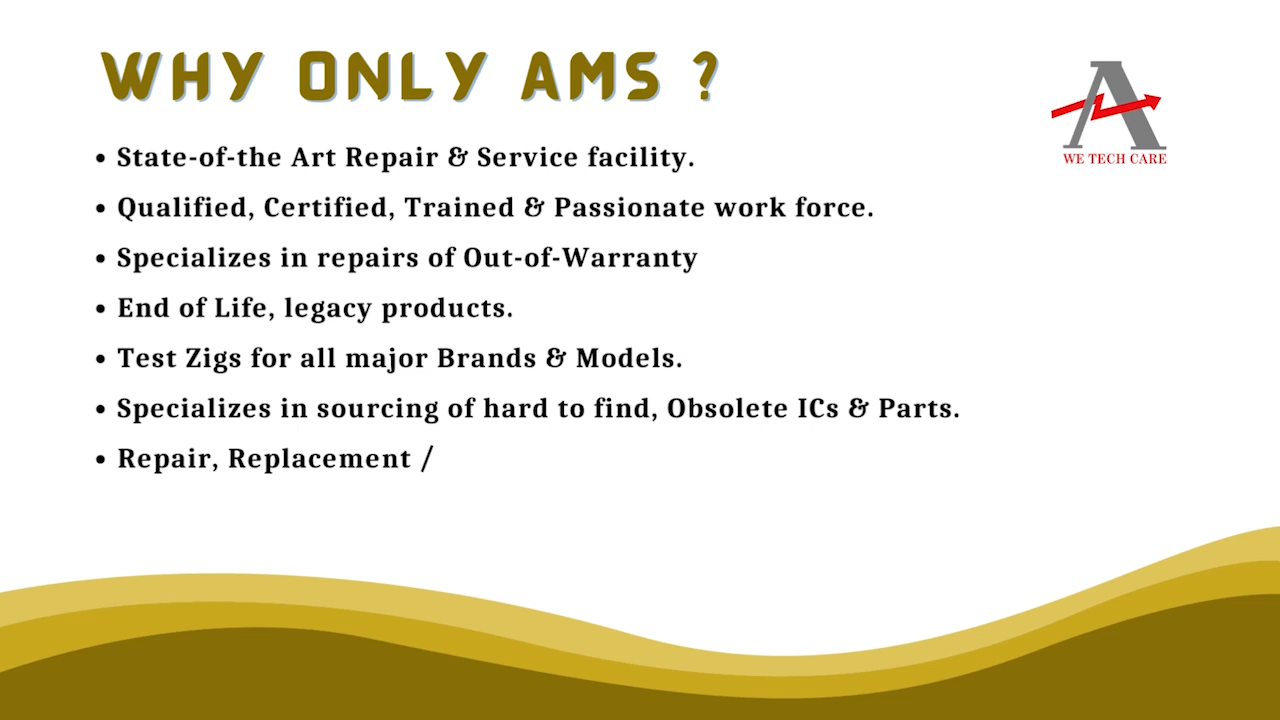 WHY ONLY AMS ?
WE TECH CARE
• State-of-the Art Repair & Service facility.
• Qualified, Certified, Trained & Passionate work force.
• Specializes in repairs of Out-of-Warranty
• End of Life, legacy products.
• Test Zigs for all major Brands & Models.
• Specializes in sourcing of hard to find, Obsolete ICs & Parts.
• Repair, Replacement /